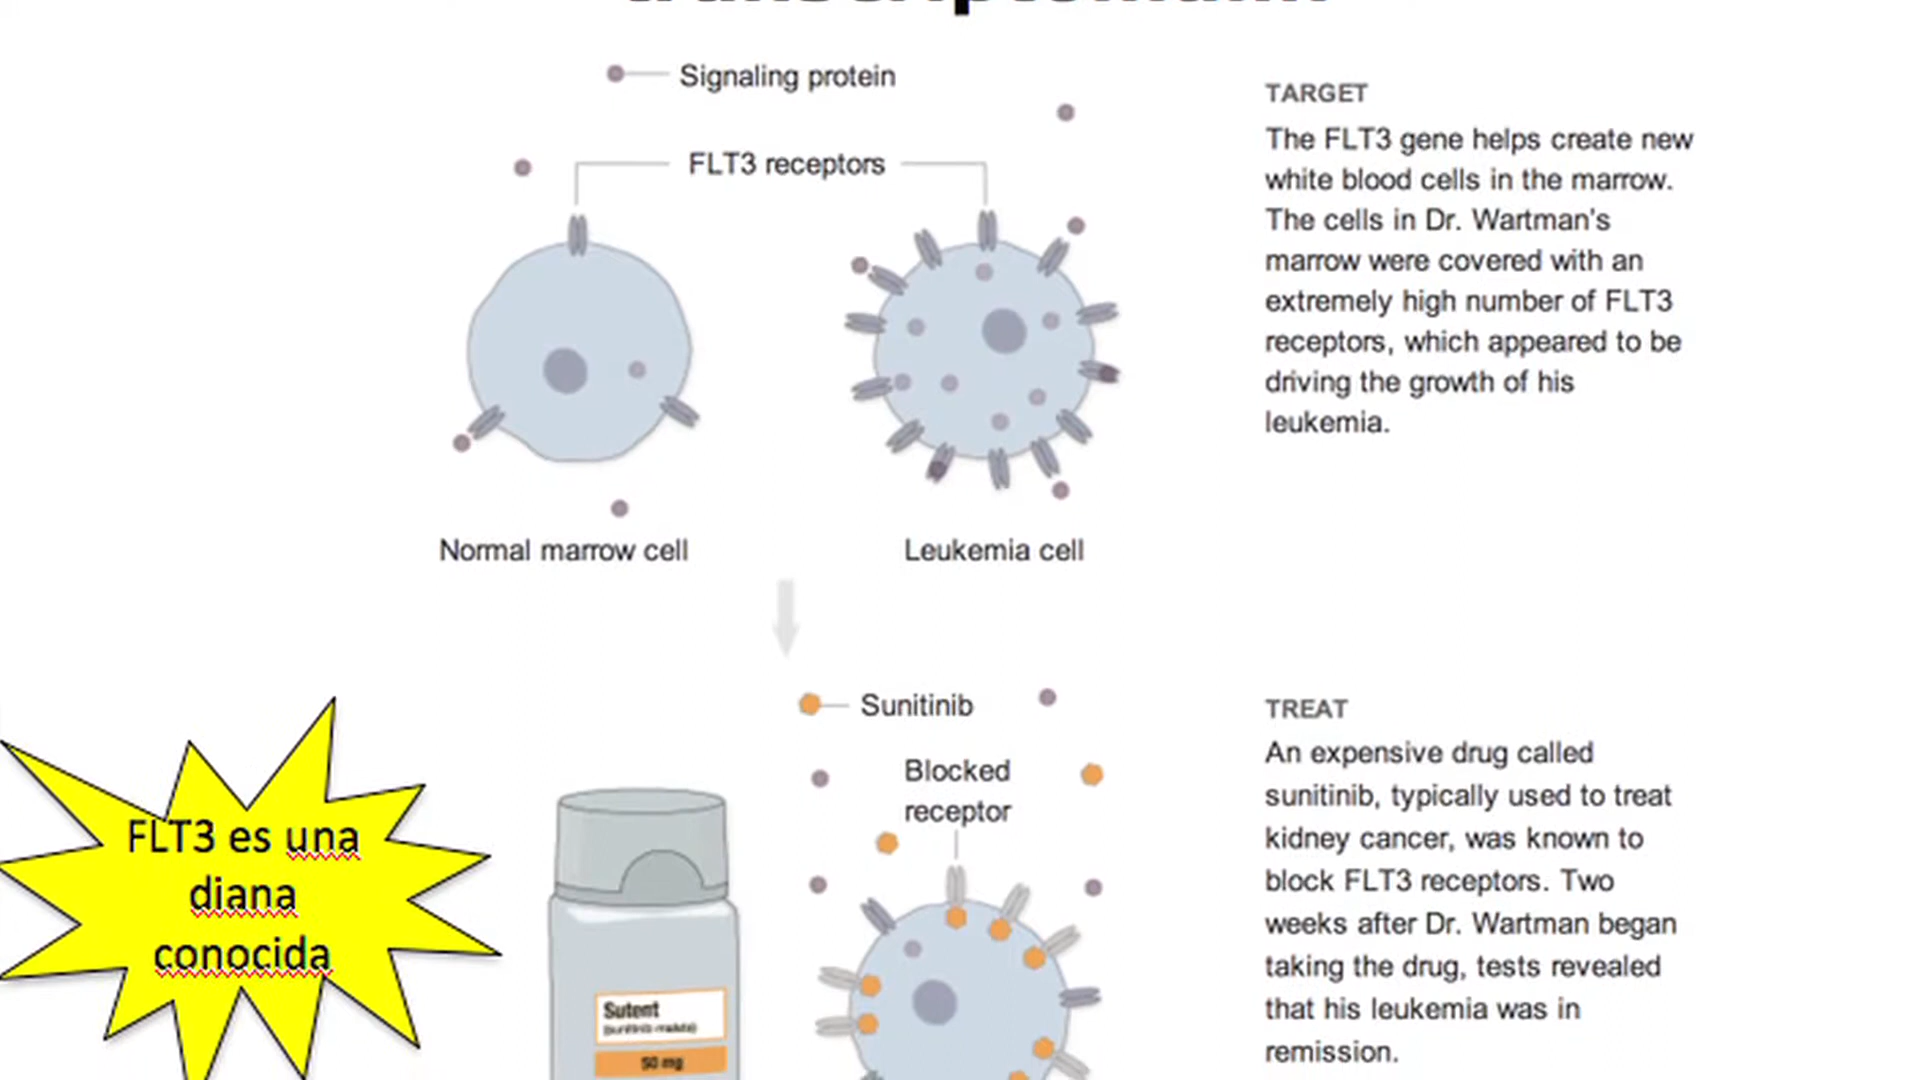 Signaling protein
FLT3 receptors
Normal marrow cell
Leukemia cell
TARGET
The FLT3 gene helps create new
white blood cells in the marrow.
The cells in Dr. Wartman's
marrow were covered with an
extremely high number of FLT3
receptors, which appeared to be
driving the growth of his
leukemia.
Sunitinib
Blocked
receptor
FLT3 es una
diana
conocida
Sutent
50 mg
TREAT
An expensive drug called
sunitinib, typically used to treat
kidney cancer, was known to
block FLT3 receptors. Two
weeks after Dr. Wartman began
taking the drug, tests revealed
that his leukemia was in
remission.